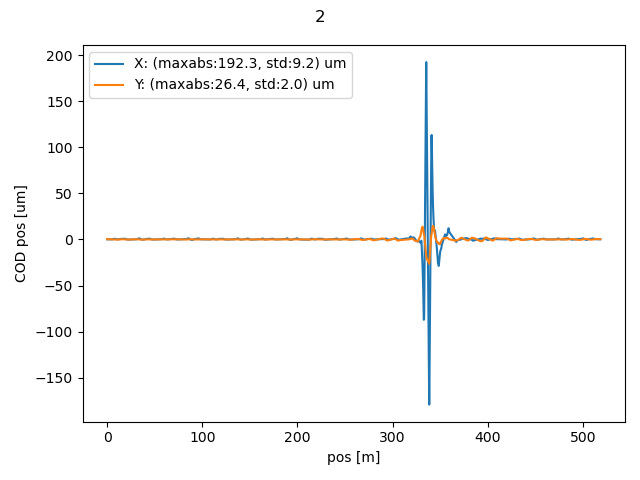 2
X: (maxabs:192.3, std:9.2) um
Y: (maxabs:26.4, std:2.0) um
200
150
100
50
0
−50
−100
−150
COD pos [um]
0 100 200 300 400 500
pos [m]